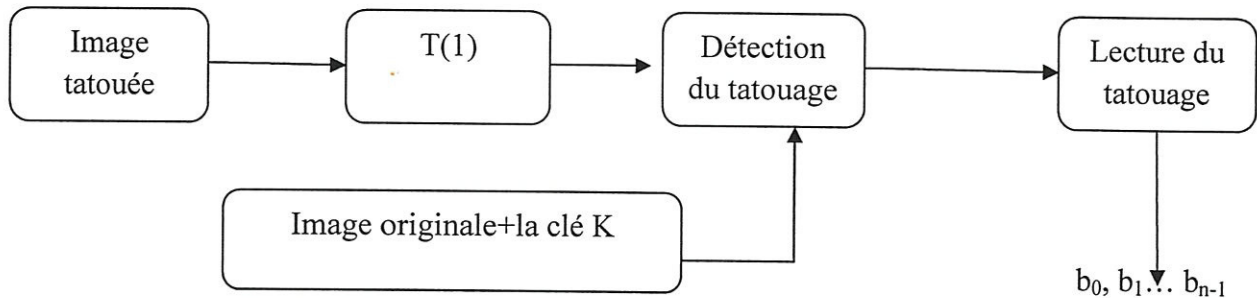 Image
tatouée
T(1)
Détection
du tatouage
Lecture du
tatouage
Image originale+la clé K
b₀, b₁... bₙ₋₁